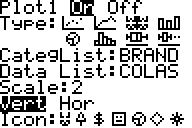 Plot1 On Off
Type:
CategList:BRAND
Data List:COLAS
Scale:2
Vert Hor
Icon: